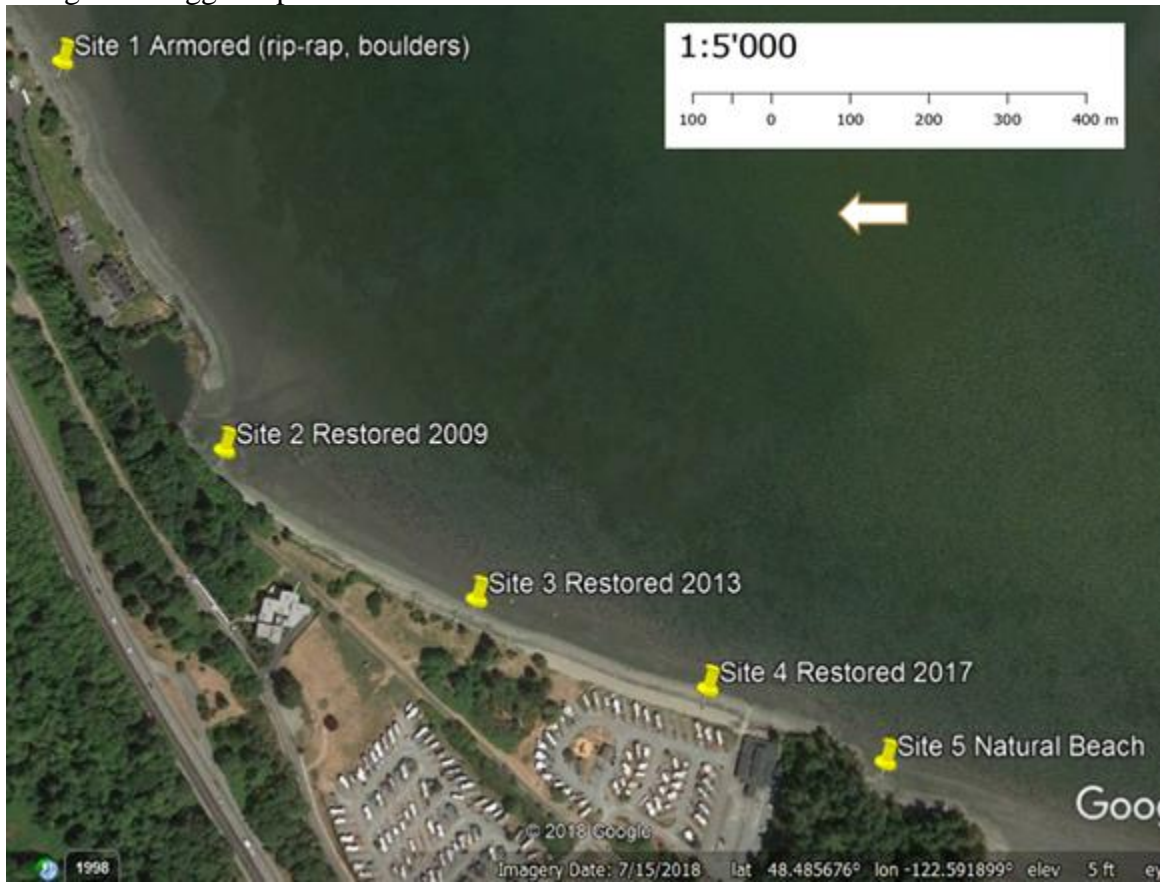 Site 1 Armored (rip-rap, boulders)
1:5'000
100 0 100 200 300 400 m
Site 2 Restored 2009
Site 3 Restored 2013
Site 4 Restored 2017
Site 5 Natural Beach
Goog
© 2018 Google
1998
Imagery Date: 7/15/2018 lat 48.485676° lon -122.591899° elev 5 ft ey